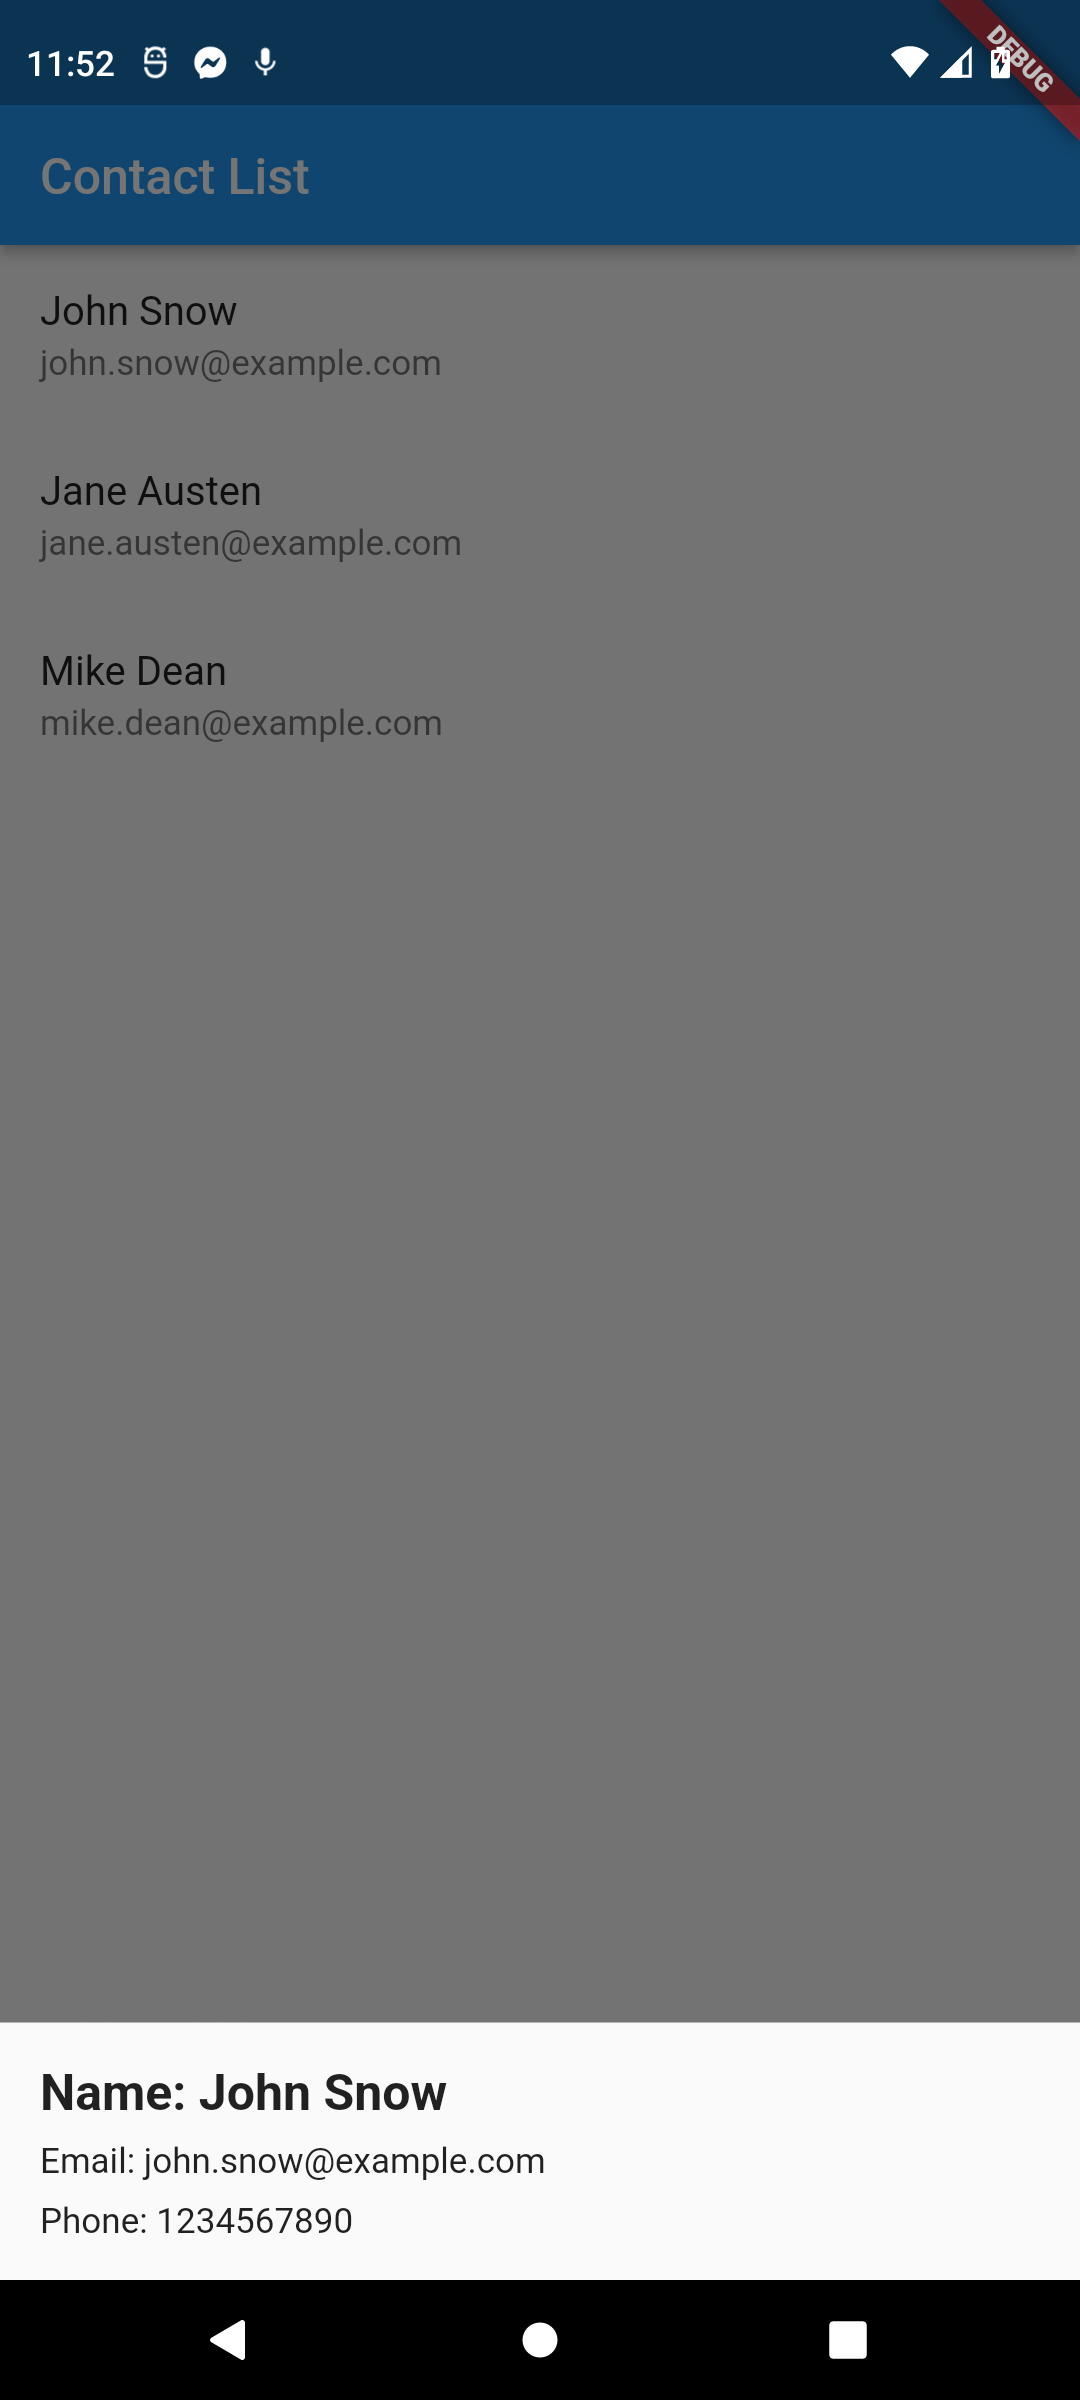 11:52
DEBUG
Contact List
John Snow
john.snow@example.com
Jane Austen
jane.austen@example.com
Mike Dean
mike.dean@example.com
Name: John Snow
Email: john.snow@example.com
Phone: 1234567890